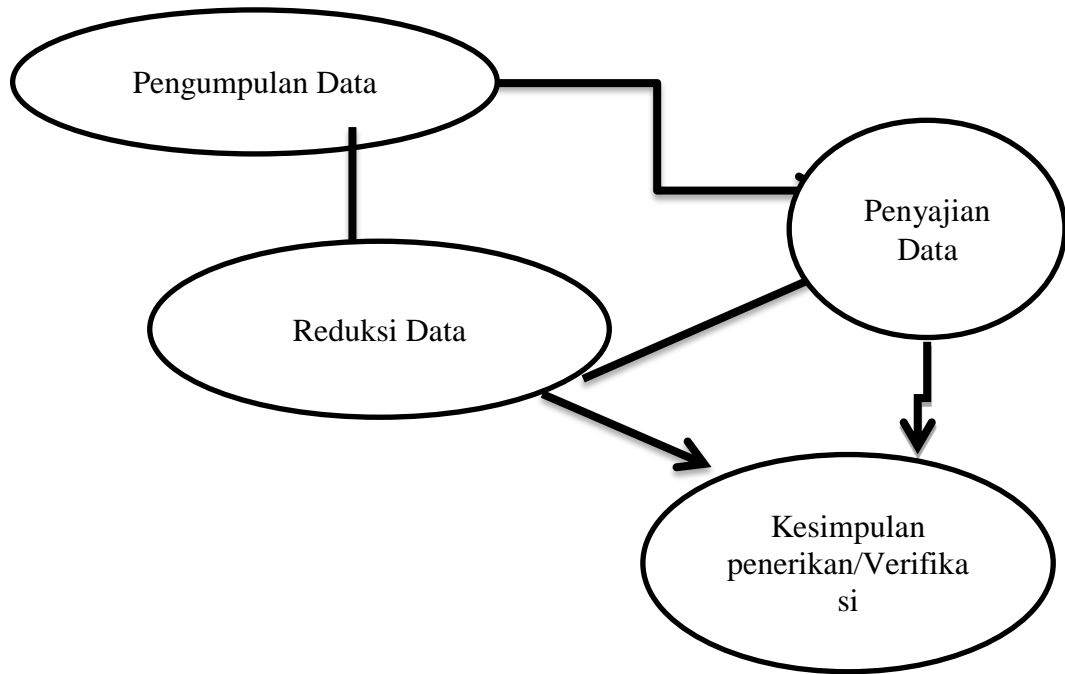 Pengumpulan Data
Penyajian
Data
Reduksi Data
Kesimpulan
penerikan/Verifika
si